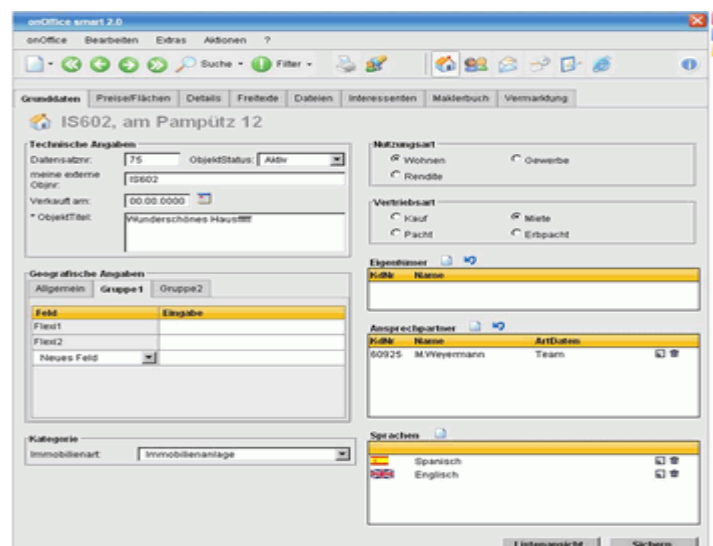 onOffice smart 2.0
onOffice Bearbeiten Extras Aktionen ?
Suche Filter
Grunddaten Preise/Flächen Details Freitexte Dateien Interessenten Maklerbuch Vermarktung
IS602, am Pampütz 12
Technische Angaben
Datensatznr. 75 ObjektStatus: Aktiv
meine externe Objnr. IS602
Verkauft am: 00.00.0000
* ObjektTitel: Wunderschönes Hausffffff
Nutzungsart
Wohnen Gewerbe
Rendite
Vertriebsart
Kauf Miete
Pacht Erbpacht
Geografische Angaben
Allgemein Gruppe1 Gruppe2
Feld Eingabe
Flexi1
Flexi2
Neues Feld
Eigentümer
KdNr Name
Ansprechpartner
KdNr Name ArtDaten
60925 M.Weyermann Team
Kategorie
Immobilienart: Immobilienanlage
Sprachen
Spanisch
Englisch
Listenansicht Sichern